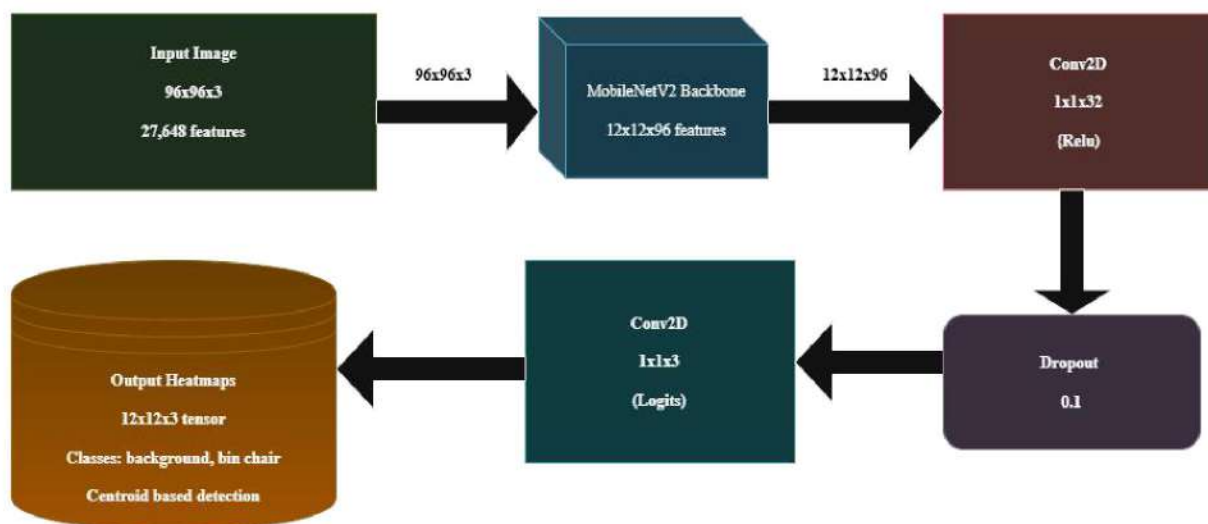 Input Image
96x96x3
27,648 features
96x96x3
MobileNetV2 Backbone
12x12x96 features
12x12x96
Conv2D
1x1x32
(Relu)
Dropout
0.1
Conv2D
1x1x3
(Logits)
Output Heatmaps
12x12x3 tensor
Classes: background, bin chair
Centroid based detection